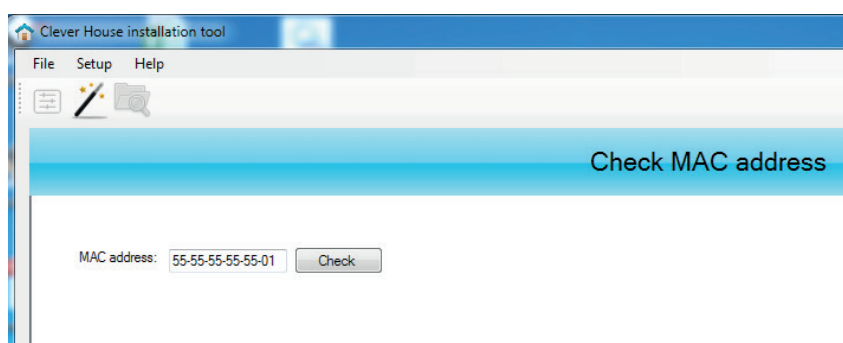 Clever House installation tool
File Setup Help
Check MAC address
MAC address: 55-55-55-55-55-01 Check